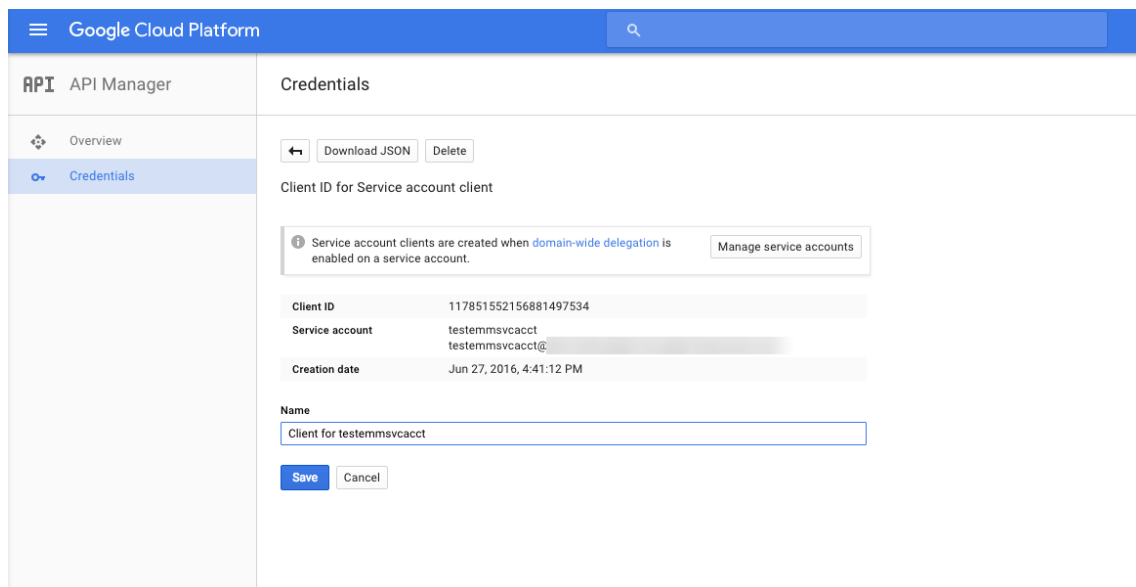 Google Cloud Platform
API API Manager
Credentials
Overview
Credentials
Download JSON Delete
Client ID for Service account client
Service account clients are created when domain-wide delegation is
enabled on a service account.
Manage service accounts
Client ID 117851552156881497534
Service account testemmsvcacct
testemmsvcacct@
Creation date Jun 27, 2016, 4:41:12 PM
Name
Client for testemmsvcacct
Save Cancel